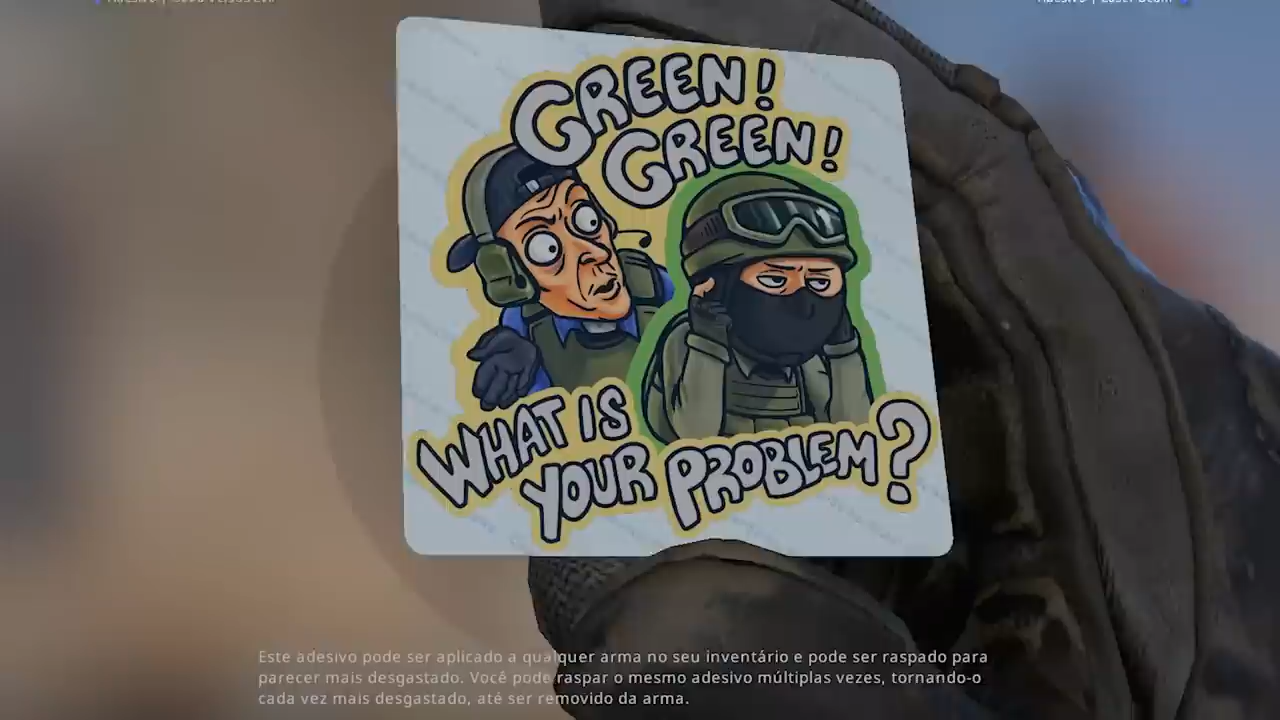 GREEN!
GREEN!
WHAT IS
YOUR PROBLEM?
Este adesivo pode ser aplicado a qualquer arma no seu inventário e pode ser raspado para
parecer mais desgastado. Você pode raspar o mesmo adesivo múltiplas vezes, tornando-o
cada vez mais desgastado, até ser removido da arma.